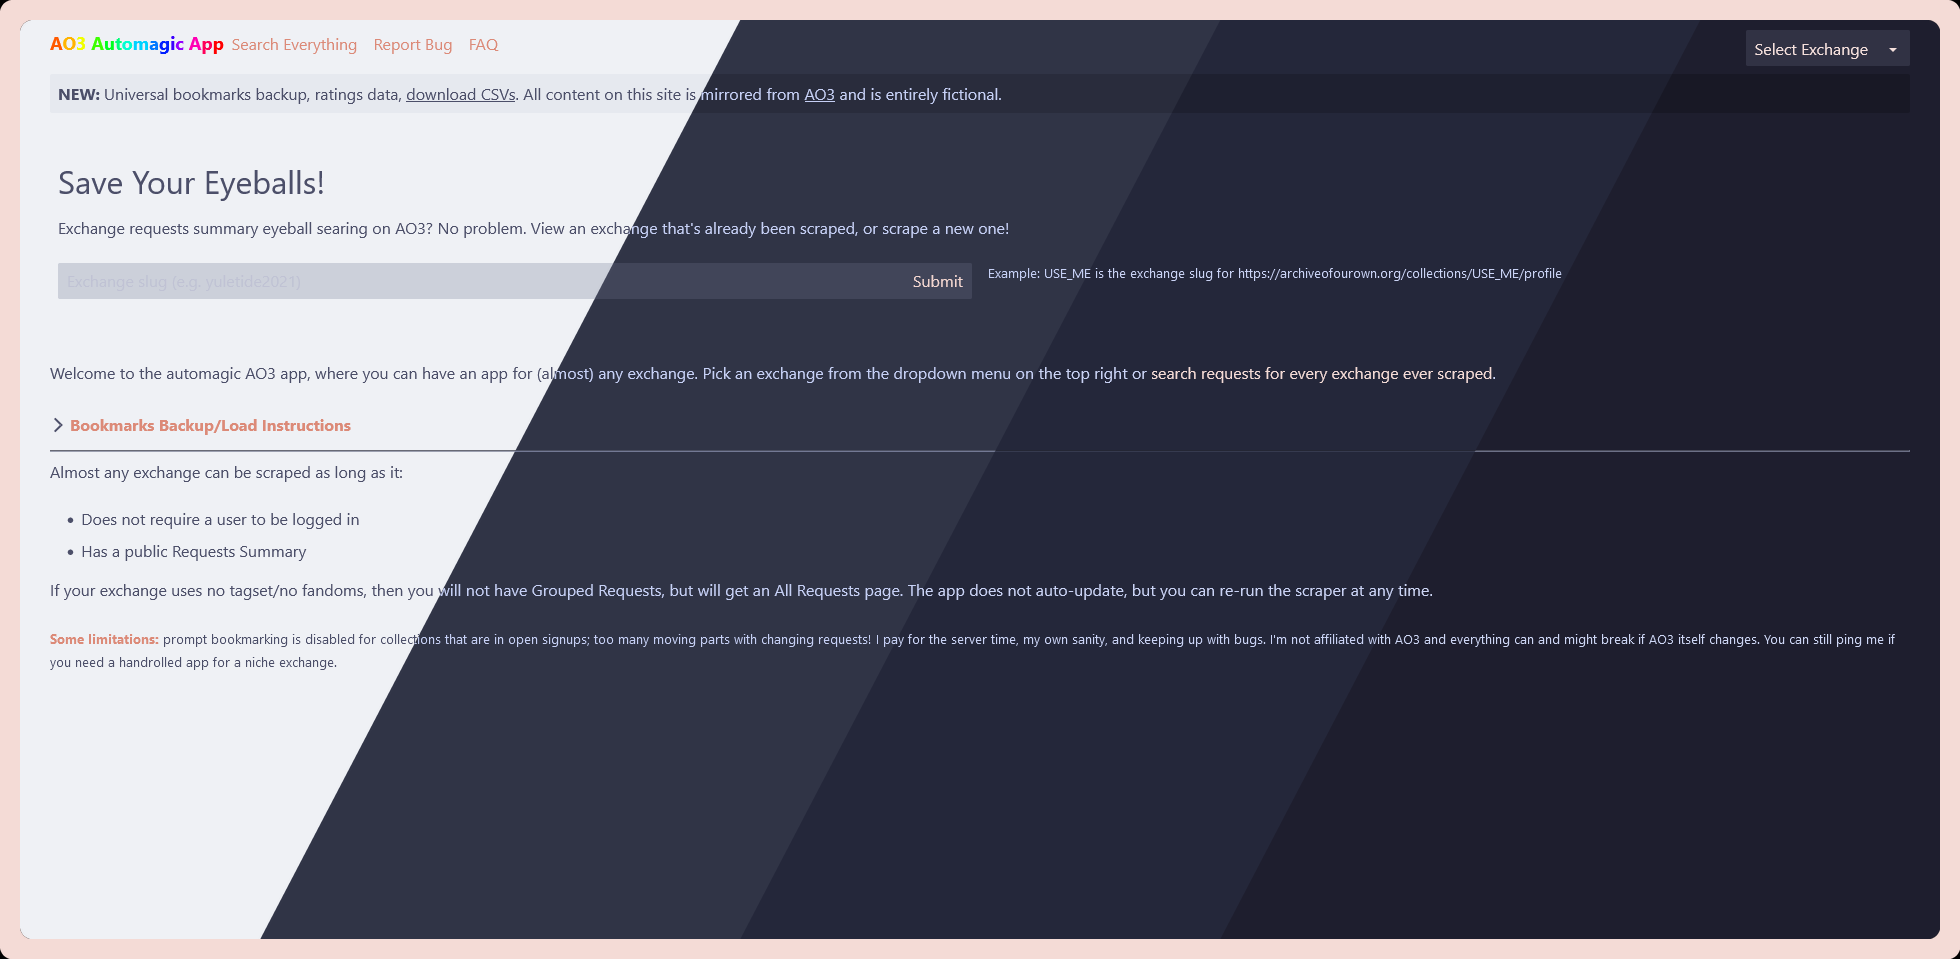 AO3 Automagic App Search Everything Report Bug FAQ Select Exchange
NEW: Universal bookmarks backup, ratings data, download CSVs. All content on this site is mirrored from AO3 and is entirely fictional.
Save Your Eyeballs!
Exchange requests summary eyeball searing on AO3? No problem. View an exchange that's already been scraped, or scrape a new one!
Exchange slug (e.g. yuletide2021) Submit Example: USE_ME is the exchange slug for https://archiveofourown.org/collections/USE_ME/profile
Welcome to the automagic AO3 app, where you can have an app for (almost) any exchange. Pick an exchange from the dropdown menu on the top right or search requests for every exchange ever scraped.
Bookmarks Backup/Load Instructions
Almost any exchange can be scraped as long as it:
• Does not require a user to be logged in
• Has a public Requests Summary
If your exchange uses no tagset/no fandoms, then you will not have Grouped Requests, but will get an All Requests page. The app does not auto-update, but you can re-run the scraper at any time.
Some limitations: prompt bookmarking is disabled for collections that are in open signups; too many moving parts with changing requests! I pay for the server time, my own sanity, and keeping up with bugs. I'm not affiliated with AO3 and everything can and might break if AO3 itself changes. You can still ping me if
you need a handrolled app for a niche exchange.